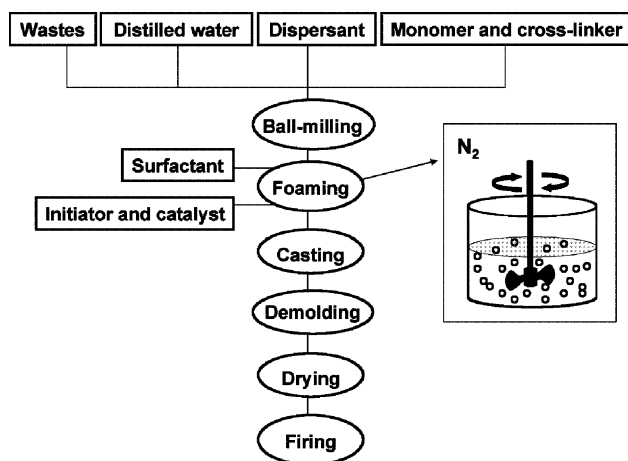 Wastes
Distilled water
Dispersant
Monomer and cross-linker
Ball-milling
Surfactant
Foaming
Initiator and catalyst
Casting
Demolding
Drying
Firing
N₂